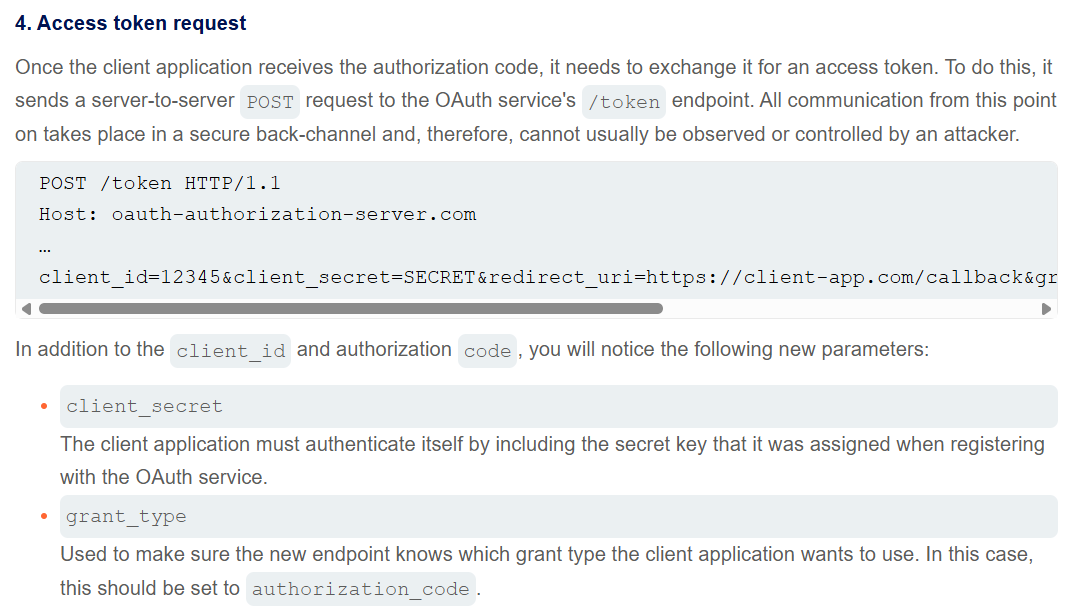 4. Access token request
Once the client application receives the authorization code, it needs to exchange it for an access token. To do this, it
sends a server-to-server POST request to the OAuth service's /token endpoint. All communication from this point
on takes place in a secure back-channel and, therefore, cannot usually be observed or controlled by an attacker.
POST /token HTTP/1.1
Host: oauth-authorization-server.com
…
client_id=12345&client_secret=SECRET&redirect_uri=https://client-app.com/callback&gr
In addition to the client_id and authorization code, you will notice the following new parameters:
• client_secret
The client application must authenticate itself by including the secret key that it was assigned when registering
with the OAuth service.
• grant_type
Used to make sure the new endpoint knows which grant type the client application wants to use. In this case,
this should be set to authorization_code.